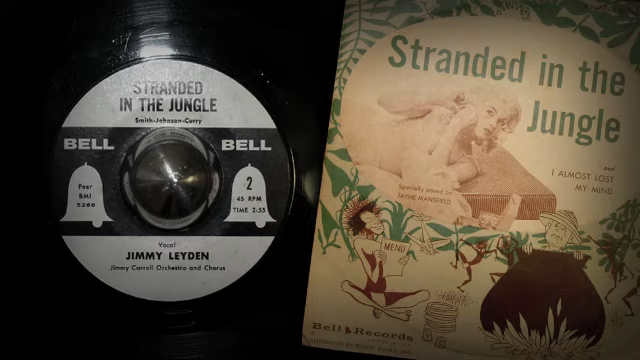 STRANDED
IN THE JUNGLE
Smith-Johnson-Curry
BELL
BELL
Peer
BMI
2
45 RPM
TIME 2:55
Vocal
JIMMY LEYDEN
Jimmy Carroll Orchestra and Chorus
Stranded in the
Jungle
and
I ALMOST LOST
MY MIND
Specially posed by
JAYNE MANSFIELD
MENU
Bell Records